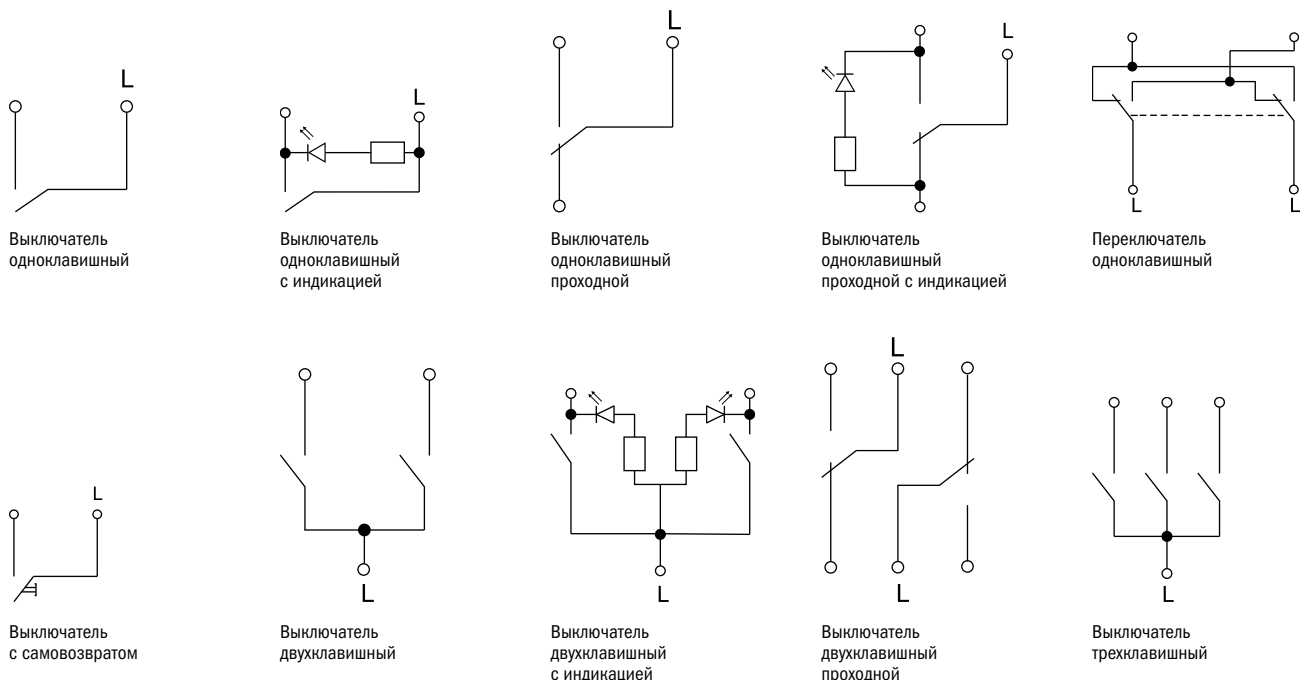 L
L
L
L
L
L
Выключатель
одноклавишный
Выключатель
одноклавишный
с индикацией
Выключатель
одноклавишный
проходной
Выключатель
одноклавишный
проходной с индикацией
Переключатель
одноклавишный
L
L
L
L
L
L
Выключатель
с самовозвратом
Выключатель
двухклавишный
Выключатель
двухклавишный
с индикацией
Выключатель
двухклавишный
проходной
Выключатель
трехклавишный